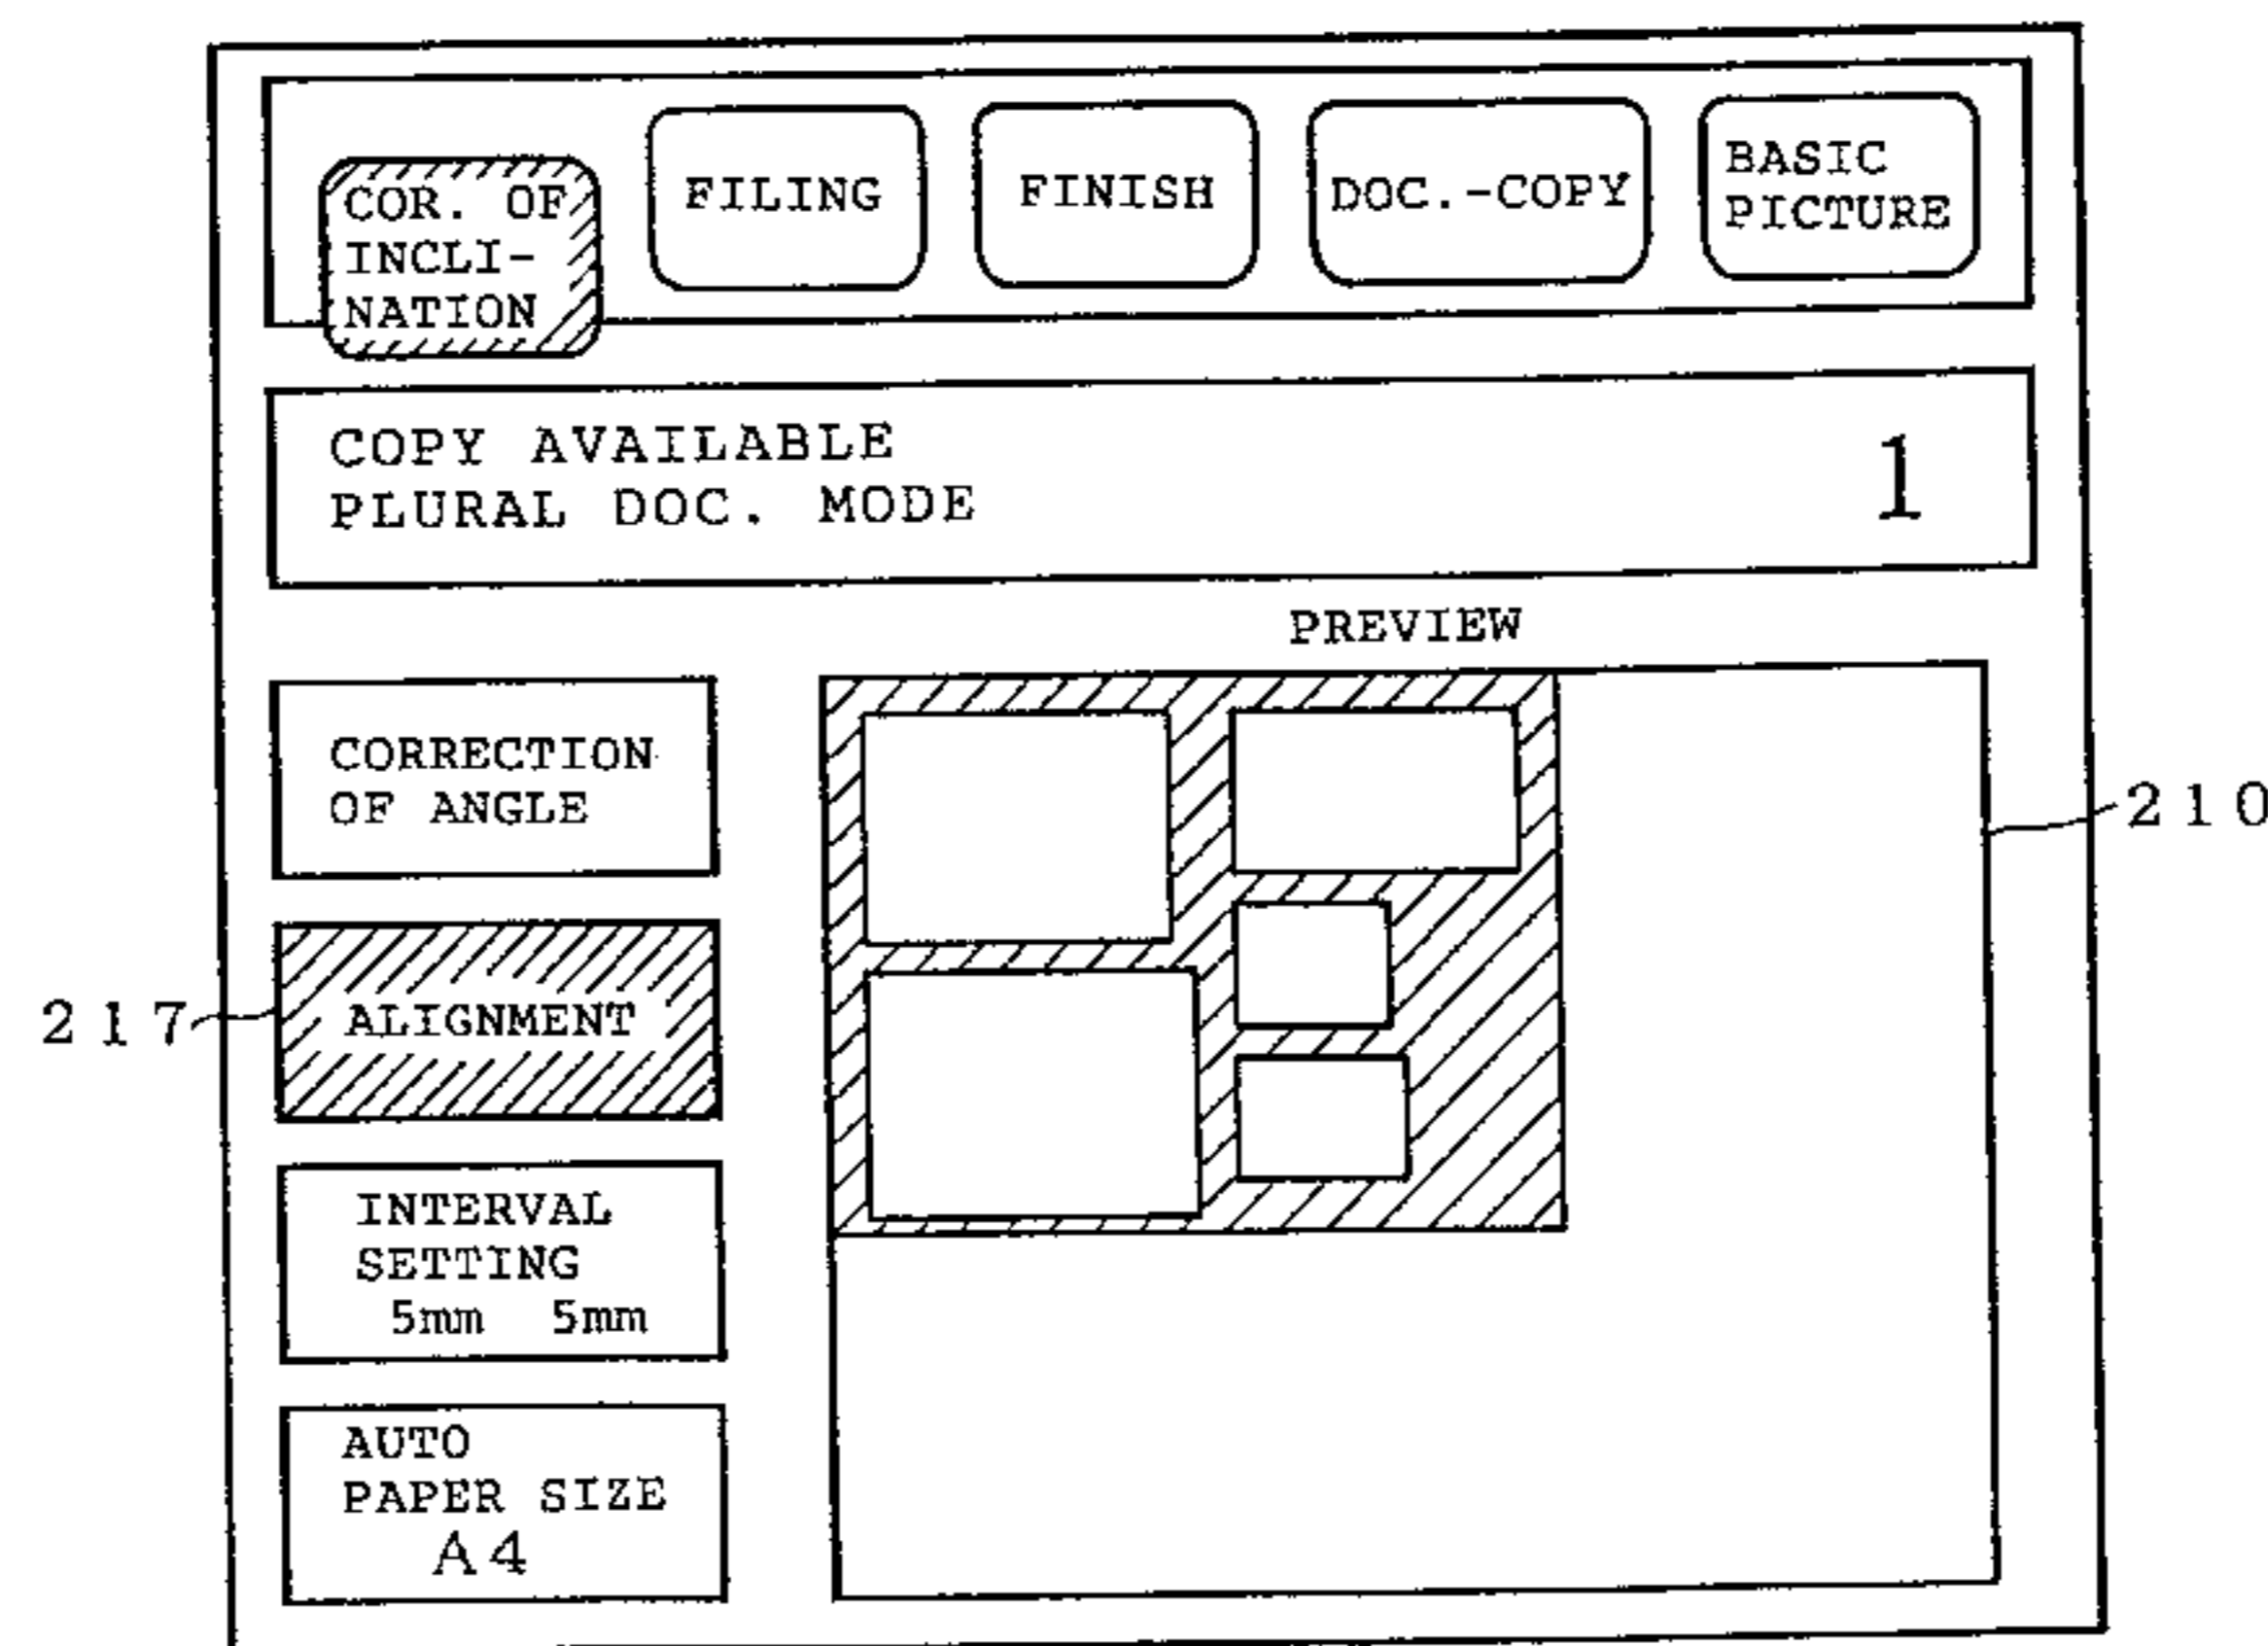 COR. OF
INCLI-
NATION
FILING
FINISH
DOC.-COPY
BASIC
PICTURE
COPY AVAILABLE
PLURAL DOC. MODE
1
PREVIEW
CORRECTION
OF ANGLE
210
ALIGNMENT
217
INTERVAL
SETTING
5mm 5mm
AUTO
PAPER SIZE
A4